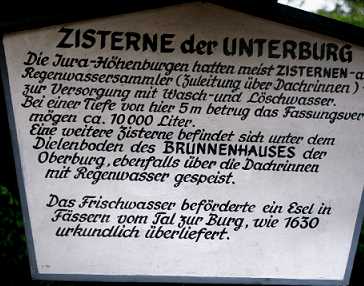 ZISTERNE der UNTERBURG
Die Jura-Höhenburgen hatten meist ZISTERNEN-a
Regenwassersammler (Zuleitung über Dachrinnen)-
zur Versorgung mit Wasch-und Löschwasser.
Bei einer Tiefe von hier 5m betrug das Fassungsver
mögen ca. 10 000 Liter.
Eine weitere Zisterne befindet sich unter dem
Dielenboden des BRUNNENHAUSES der
Oberburg, ebenfalls über die Dachrinnen
mit Regenwasser gespeist.
Das Frischwasser beförderte ein Esel in
Fässern vom Tal zur Burg, wie 1630
urkundlich überliefert.